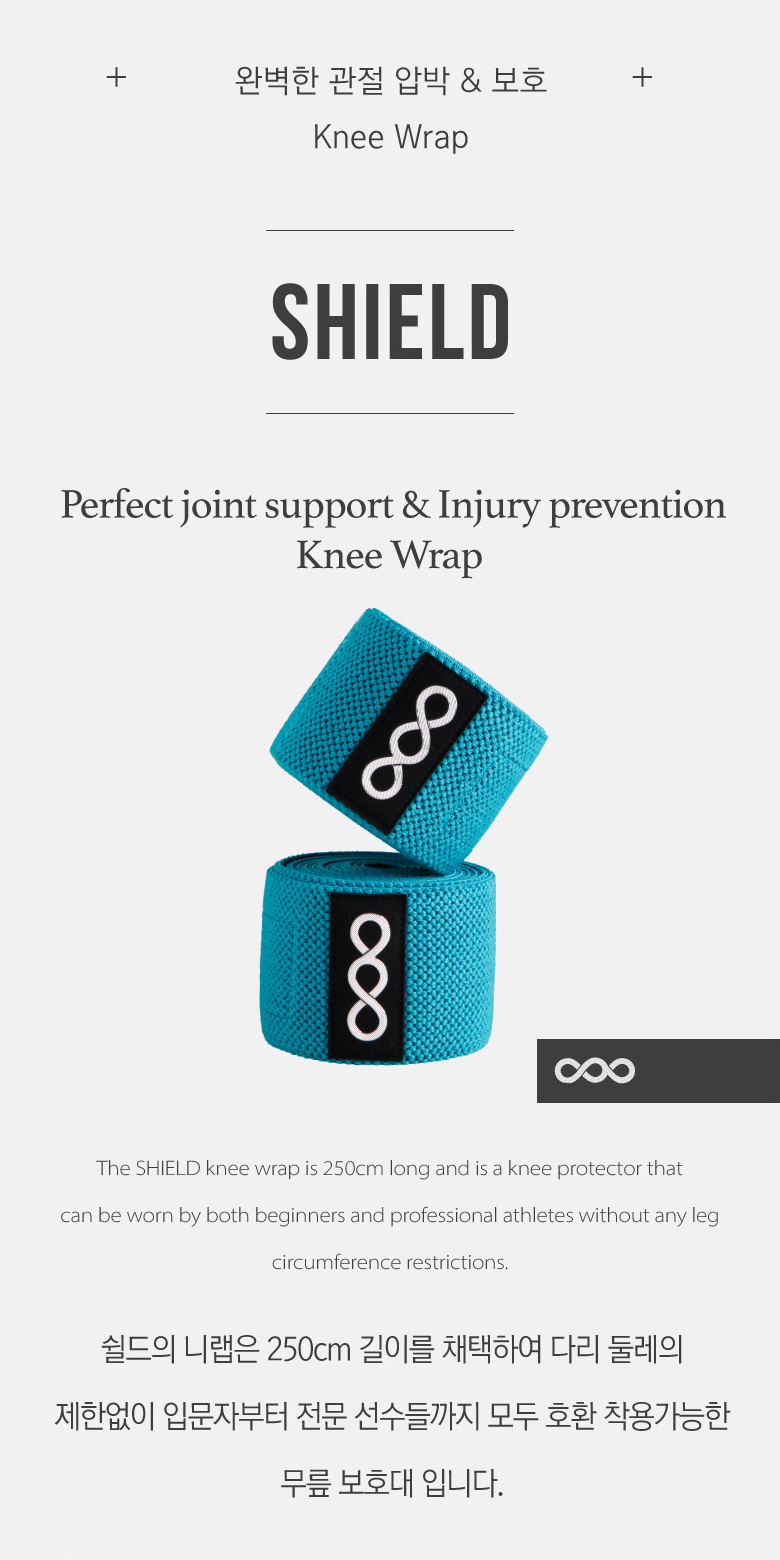 + 완벽한 관절 압박 & 보호 +
Knee Wrap
SHIELD
Perfect joint support & Injury prevention
Knee Wrap
The SHIELD knee wrap is 250cm long and is a knee protector that
can be worn by both beginners and professional athletes without any leg
circumference restrictions.
쉴드의 니랩은 250cm 길이를 채택하여 다리 둘레의
제한없이 입문자부터 전문 선수들까지 모두 호환 착용가능한
무릎 보호대 입니다.